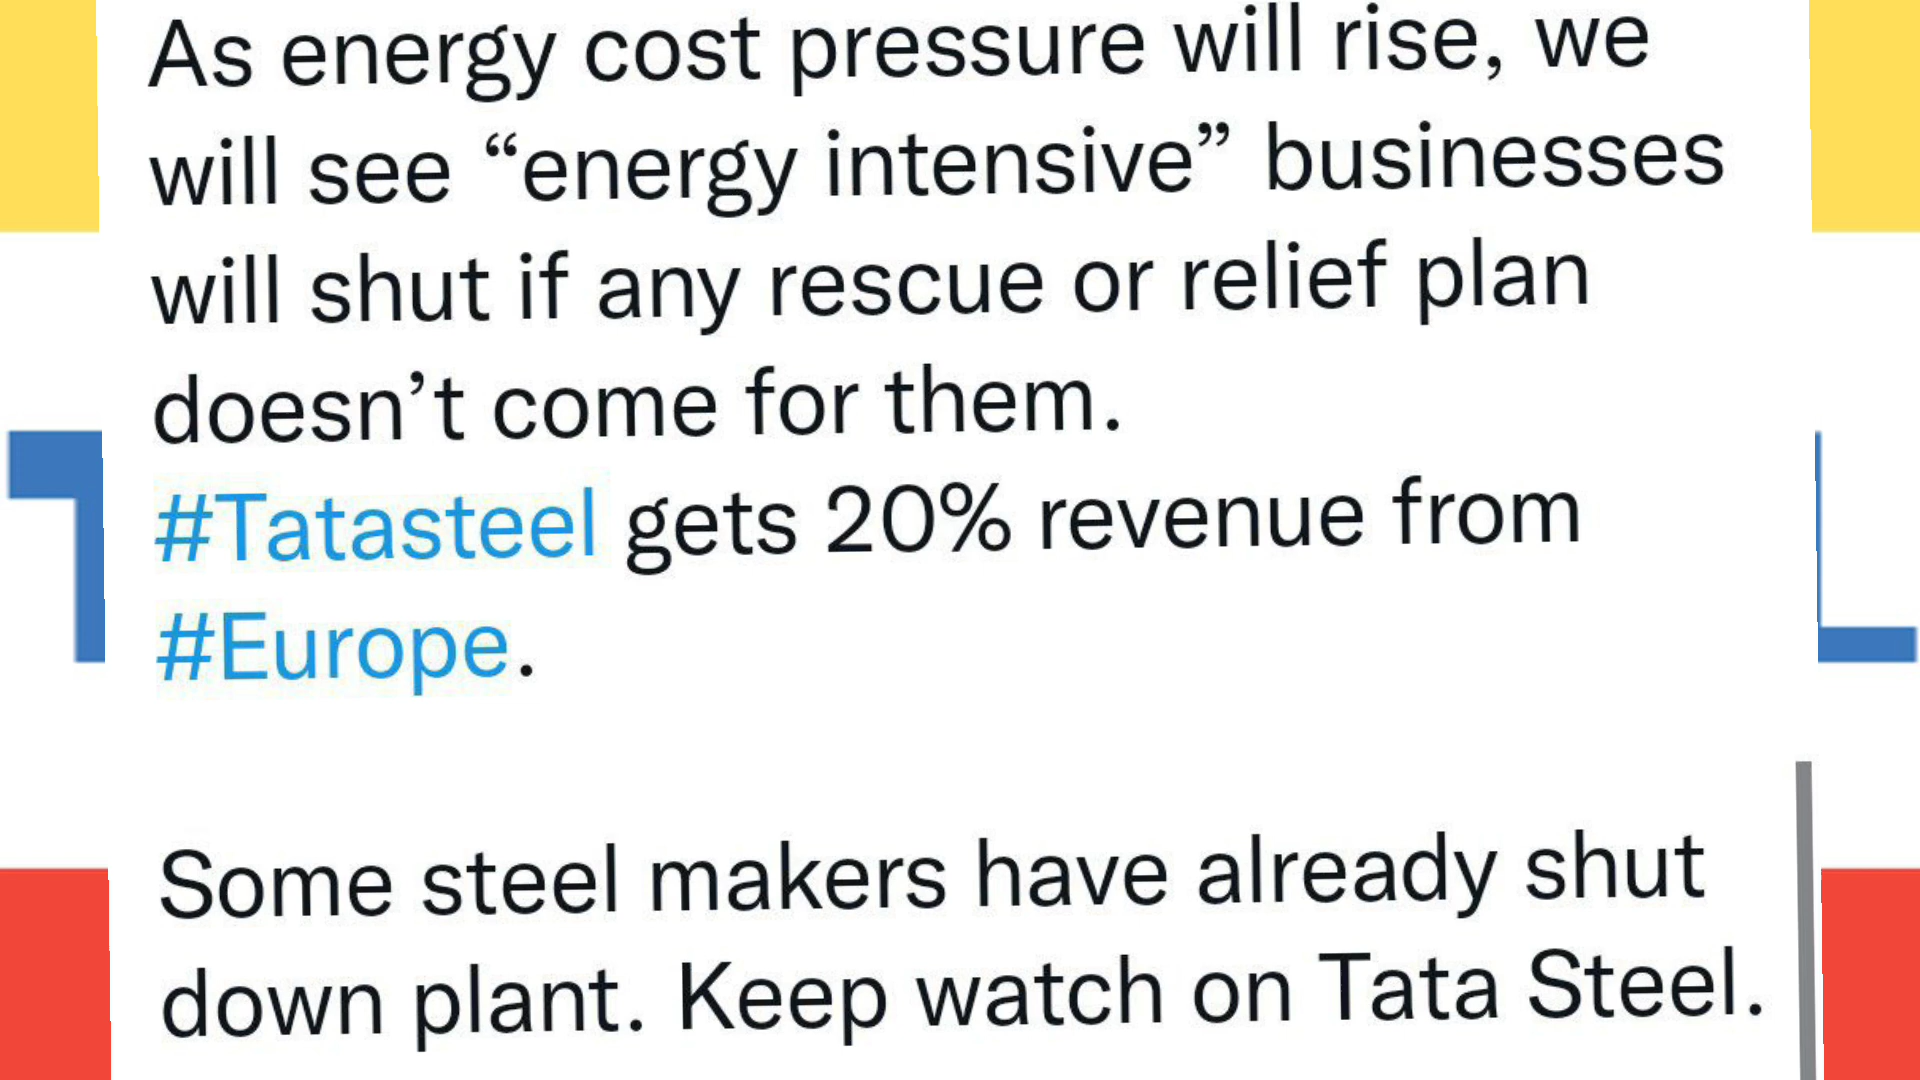 As energy cost pressure will rise, we
will see “energy intensive” businesses
will shut if any rescue or relief plan
doesn’t come for them.
#Tatasteel gets 20% revenue from
#Europe.
Some steel makers have already shut
down plant. Keep watch on Tata Steel.